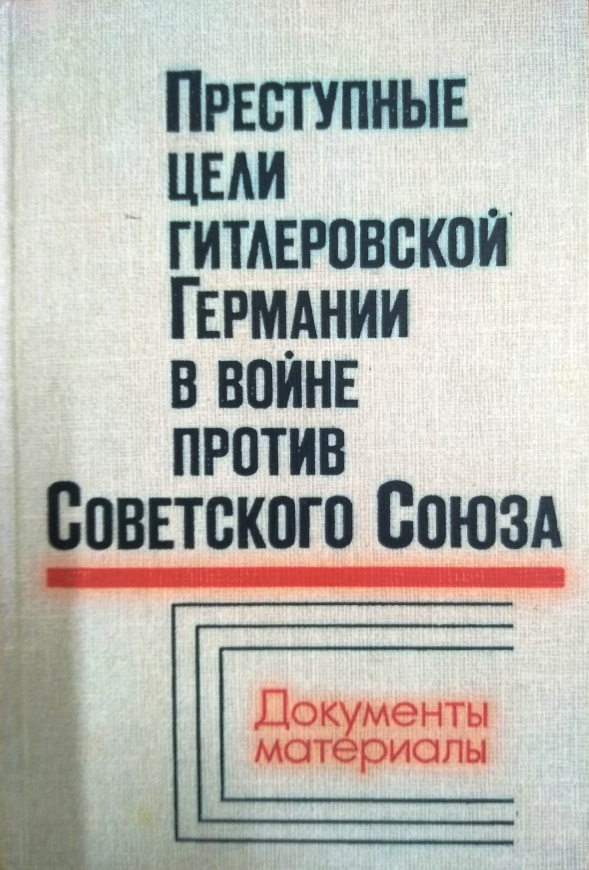 Преступные
цели
гитлеровской
Германии
в войне
против
Советского Союза
Документы
материалы